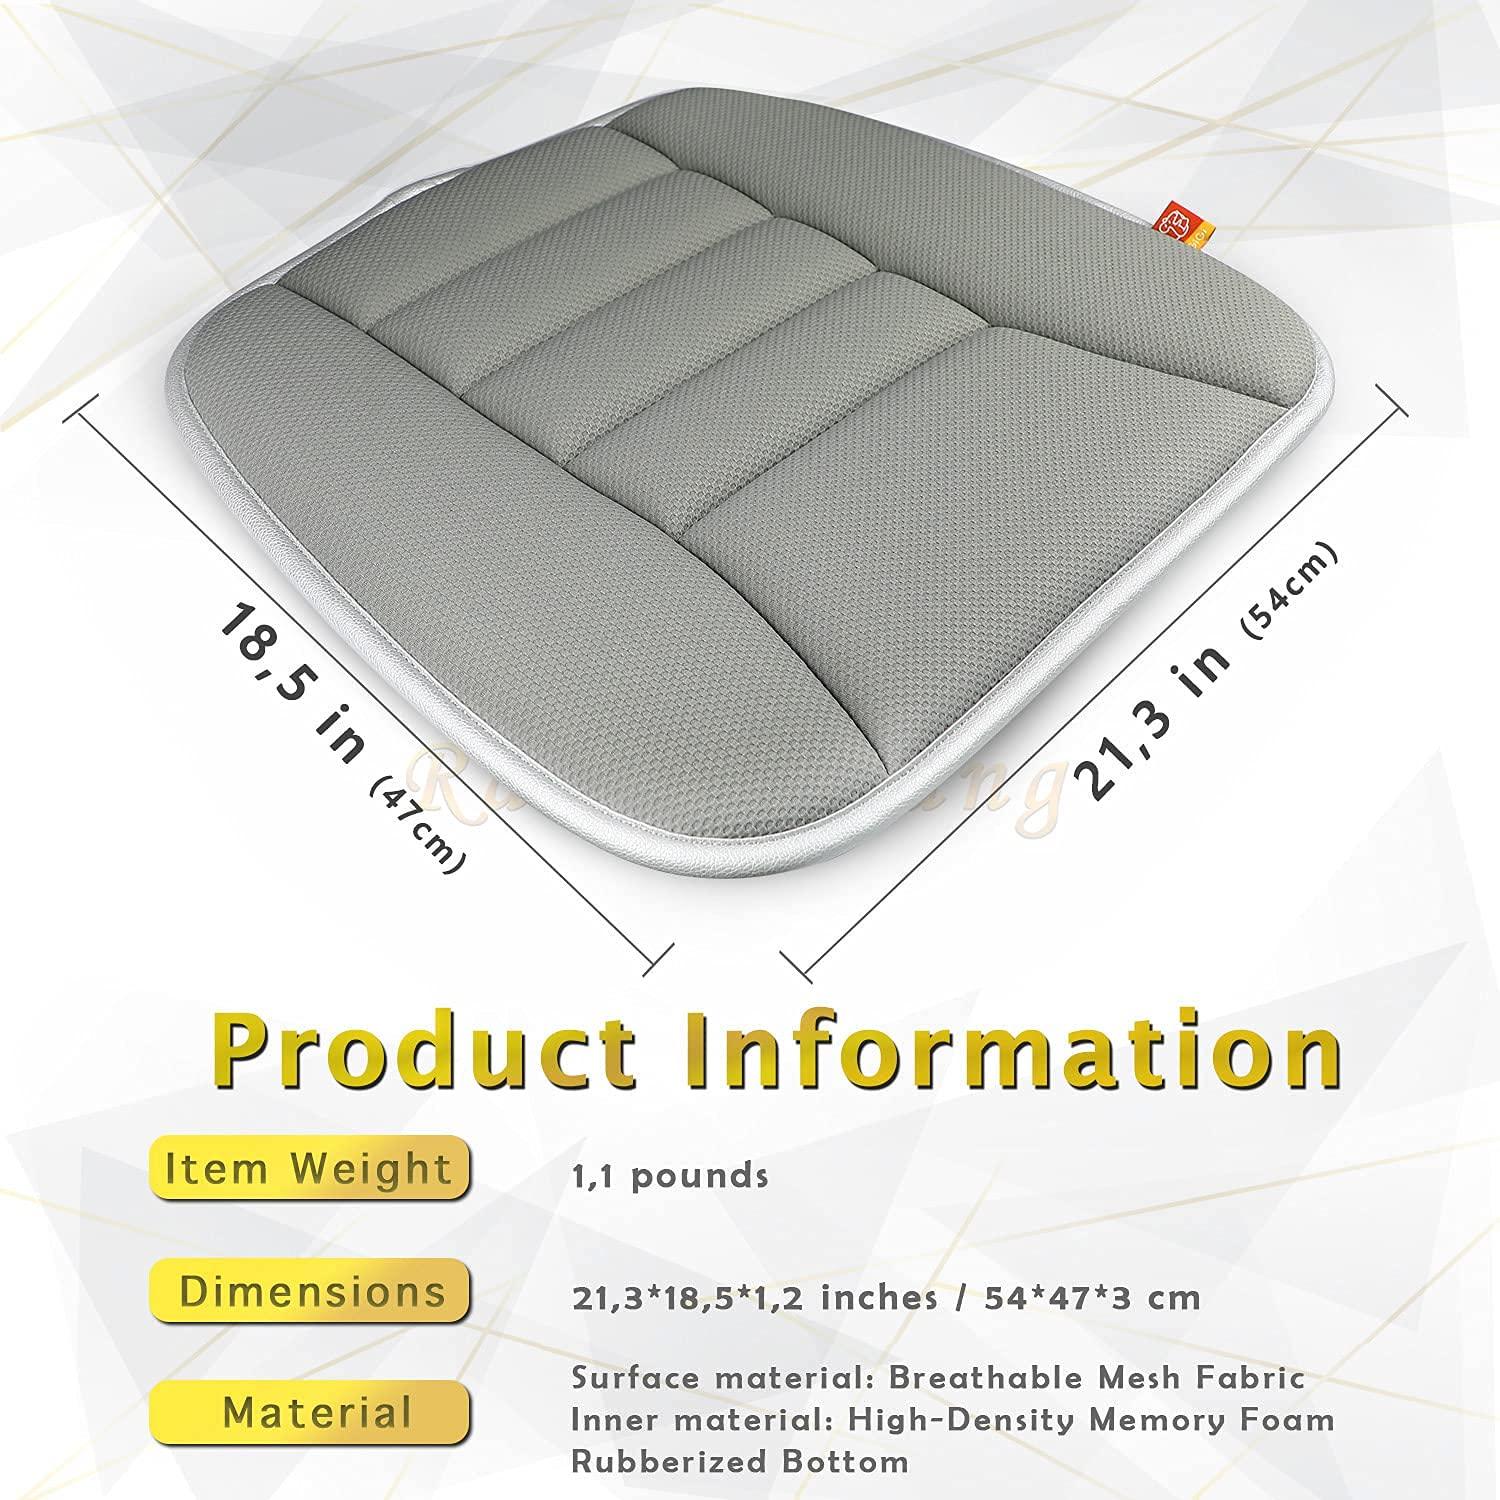 18,5 in (47cm)
21,3 in (54cm)
Product Information
Item Weight
1,1 pounds
Dimensions
21,3*18,5*1,2 inches / 54*47*3 cm
Material
Surface material: Breathable Mesh Fabric
Inner material: High-Density Memory Foam
Rubberized Bottom